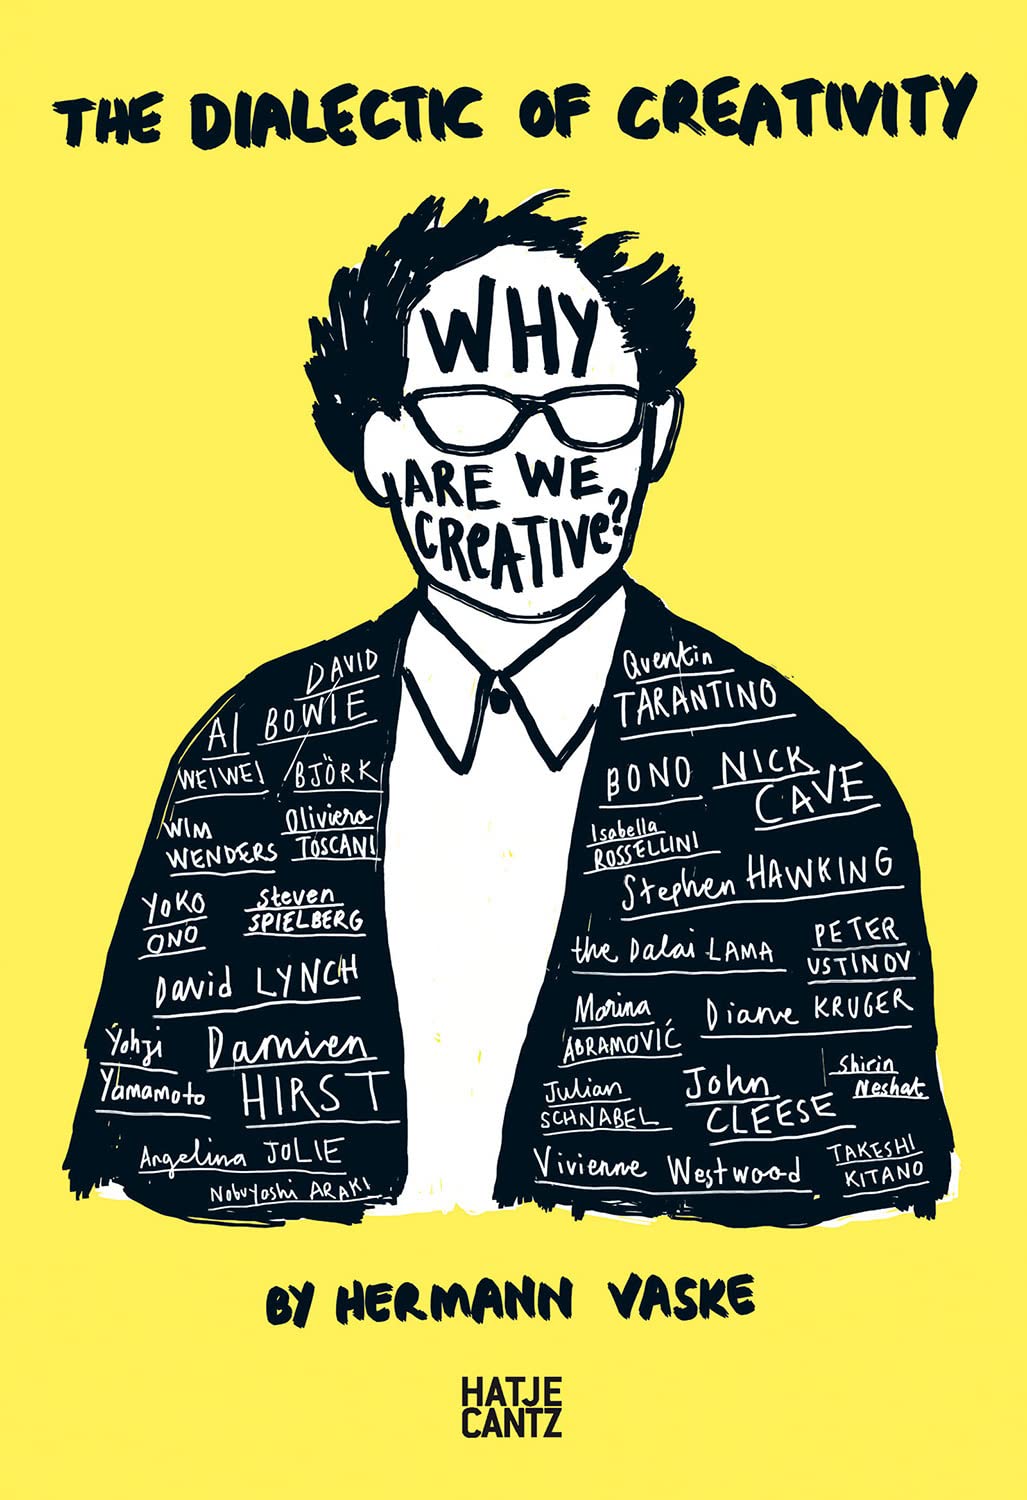 THE DIALECTIC OF CREATIVITY
WHY
ARE WE
CREATIVE?
DAVID
BOWIE
AI
WEIWEI
BJÖRK
WIM
WENDERS
Oliviero
TOSCANI
YOKO
ONO
Steven
SPIELBERG
David LYNCH
Yohji
Yamamoto
Damien
HIRST
Angelina JOLIE
Nobuyoshi ARAKI
Quentin
TARANTINO
BONO
NICK
CAVE
Isabella
ROSSELLINI
Stephen HAWKING
the Dalai LAMA
PETER
USTINOV
Marina
ABRAMOVIĆ
Diane KRUGER
Julian
SCHNABEL
John
CLEESE
Shirin
Neshat
Vivienne Westwood
TAKESHI
KITANO
BY HERMANN VASKE
HATJE
CANTZ